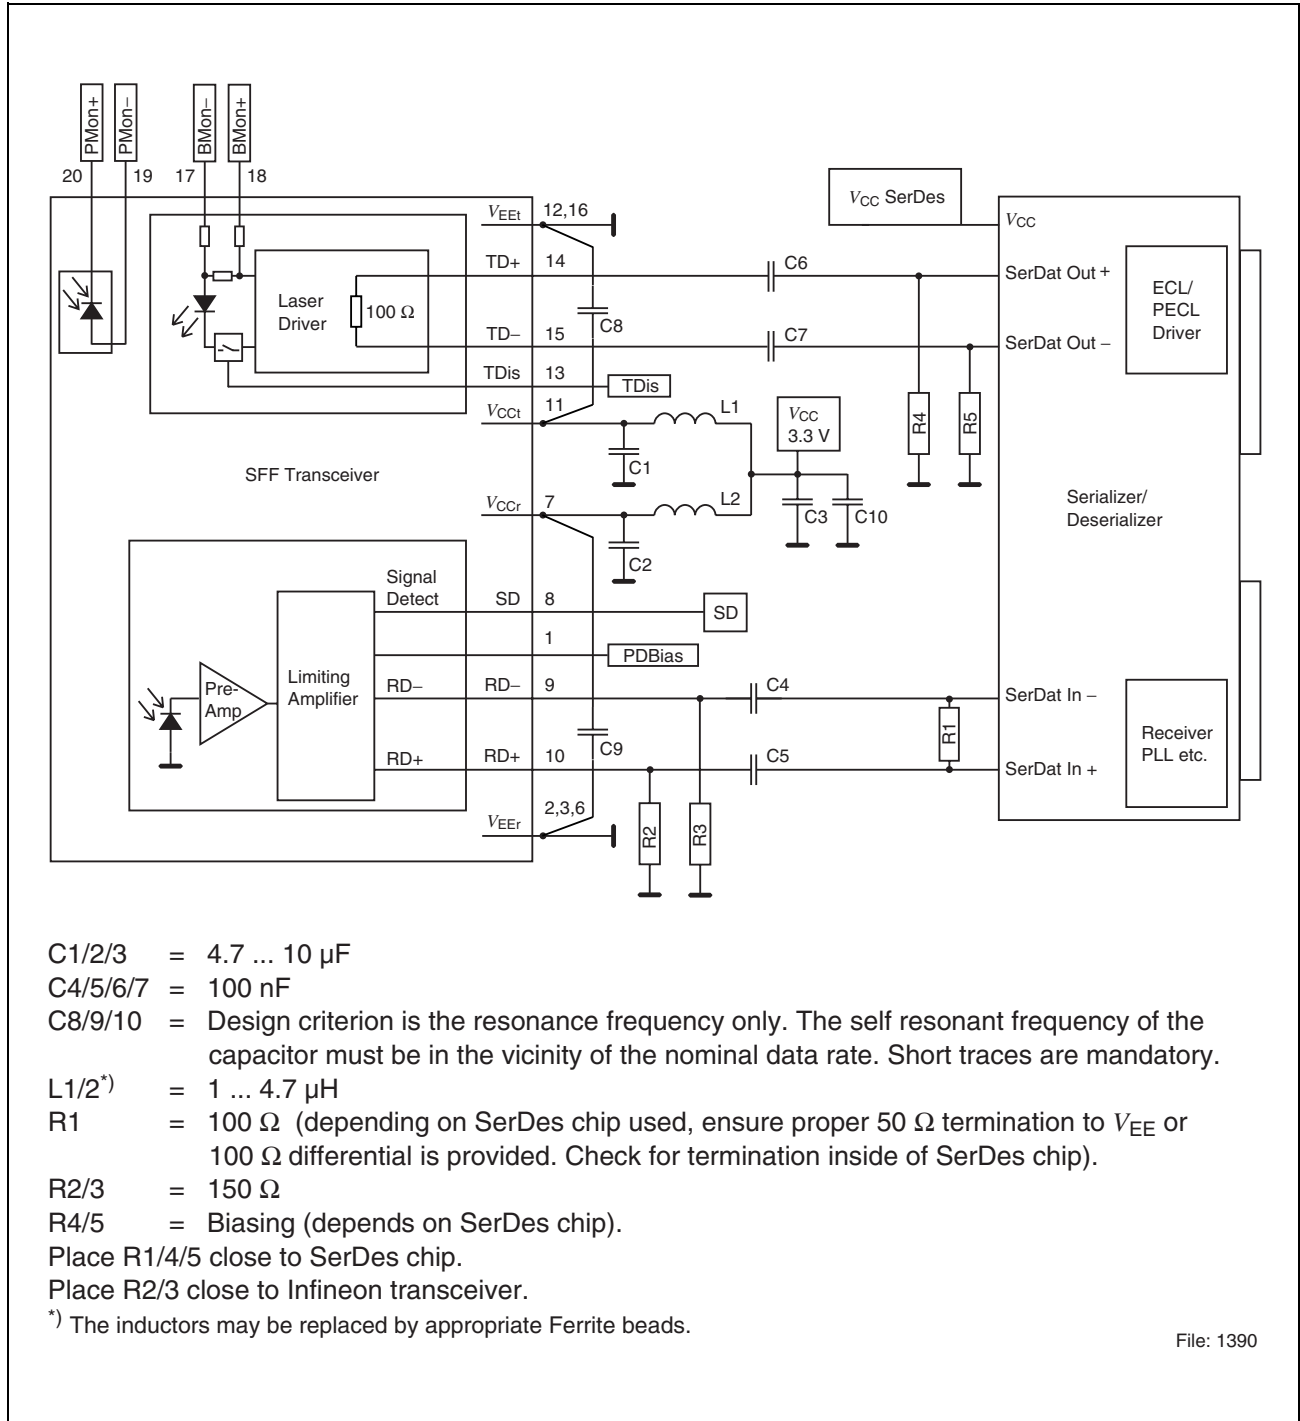 PMon+
PMon−
BMon−
BMon+
20
19
17
18
VEEt
12,16
VCC SerDes
VCC
TD+
14
C6
SerDat Out +
ECL/
PECL
Driver
Laser
Driver
100 Ω
C8
TD−
15
C7
SerDat Out −
TDis
13
TDis
VCCt
11
L1
VCC
3.3 V
R4
R5
C1
SFF Transceiver
VCCr
7
L2
C3
C10
Serializer/
Deserializer
C2
Signal
Detect
SD
8
SD
1
PDBias
Pre-
Amp
Limiting
Amplifier
RD−
RD−
9
C4
SerDat In −
R1
Receiver
PLL etc.
C9
RD+
RD+
10
C5
SerDat In +
VEEr
2,3,6
R2
R3
C1/2/3 = 4.7 ... 10 µF
C4/5/6/7 = 100 nF
C8/9/10 = Design criterion is the resonance frequency only. The self resonant frequency of the
capacitor must be in the vicinity of the nominal data rate. Short traces are mandatory.
L1/2*) = 1 ... 4.7 µH
R1 = 100 Ω (depending on SerDes chip used, ensure proper 50 Ω termination to VEE or
100 Ω differential is provided. Check for termination inside of SerDes chip).
R2/3 = 150 Ω
R4/5 = Biasing (depends on SerDes chip).
Place R1/4/5 close to SerDes chip.
Place R2/3 close to Infineon transceiver.
*) The inductors may be replaced by appropriate Ferrite beads.
File: 1390